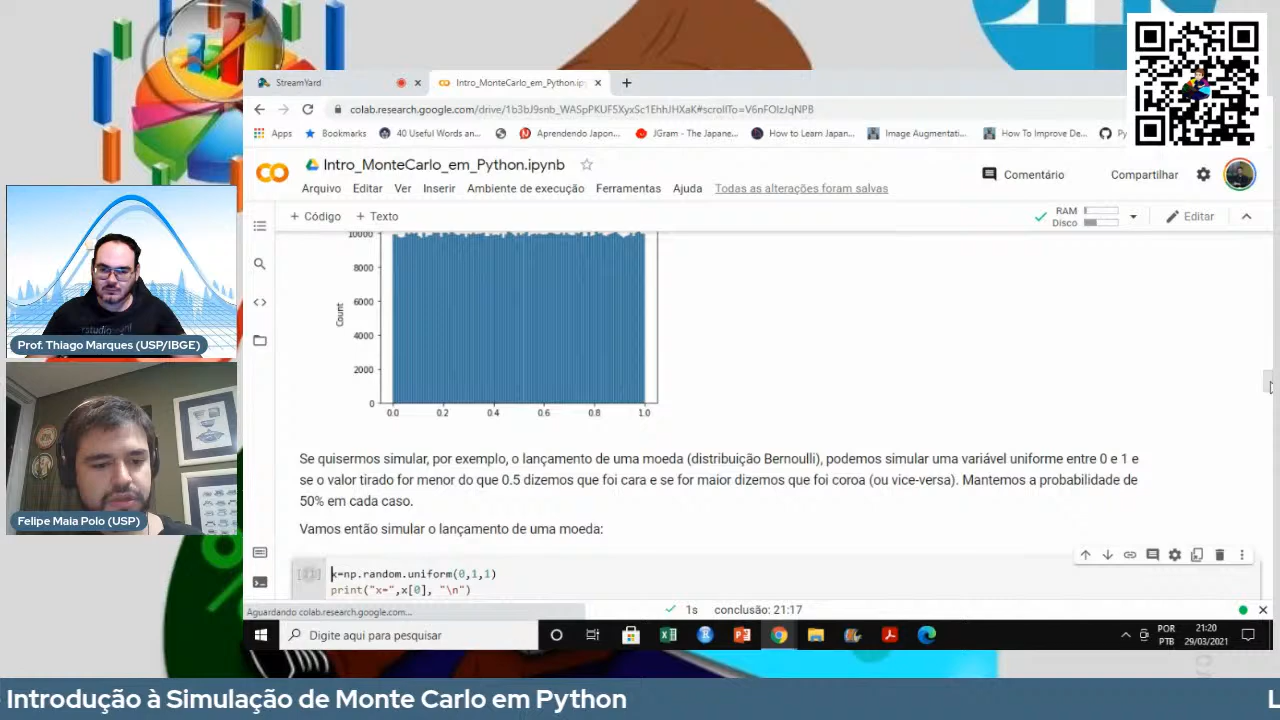 StreamYard
Intro_MonteCarlo_em_Python.ip
colab.research.google.com/drive/1b3bJ9snb_WASpPKUF5XyxSc1EhhJHXaK#scrollTo=V6nFOIzJqNPB
Apps
Bookmarks
40 Useful Words an...
Aprendendo Japon...
JGram - The Japane...
How to Learn Japan...
Image Augmentati...
How To Improve De...
Py
Intro_MonteCarlo_em_Python.ipynb
Comentário
Compartilhar
Arquivo Editar Ver Inserir Ambiente de execução Ferramentas Ajuda Todas as alterações foram salvas
+ Código + Texto
RAM
Disco
Editar
10000
8000
6000
4000
2000
0
Count
0.0 0.2 0.4 0.6 0.8 1.0
Se quisermos simular, por exemplo, o lançamento de uma moeda (distribuição Bernoulli), podemos simular uma variável uniforme entre 0 e 1 e
se o valor tirado for menor do que 0.5 dizemos que foi cara e se for maior dizemos que foi coroa (ou vice-versa). Mantemos a probabilidade de
50% em cada caso.
Vamos então simular o lançamento de uma moeda:
x=np.random.uniform(0,1,1)
print("x=",x[0], "\n")
Aguardando colab.research.google.com...
1s conclusão: 21:17
Digite aqui para pesquisar
POR
PTB
21:20
29/03/2021
Prof. Thiago Marques (USP/IBGE)
Felipe Maia Polo (USP)
Introdução à Simulação de Monte Carlo em Python
L